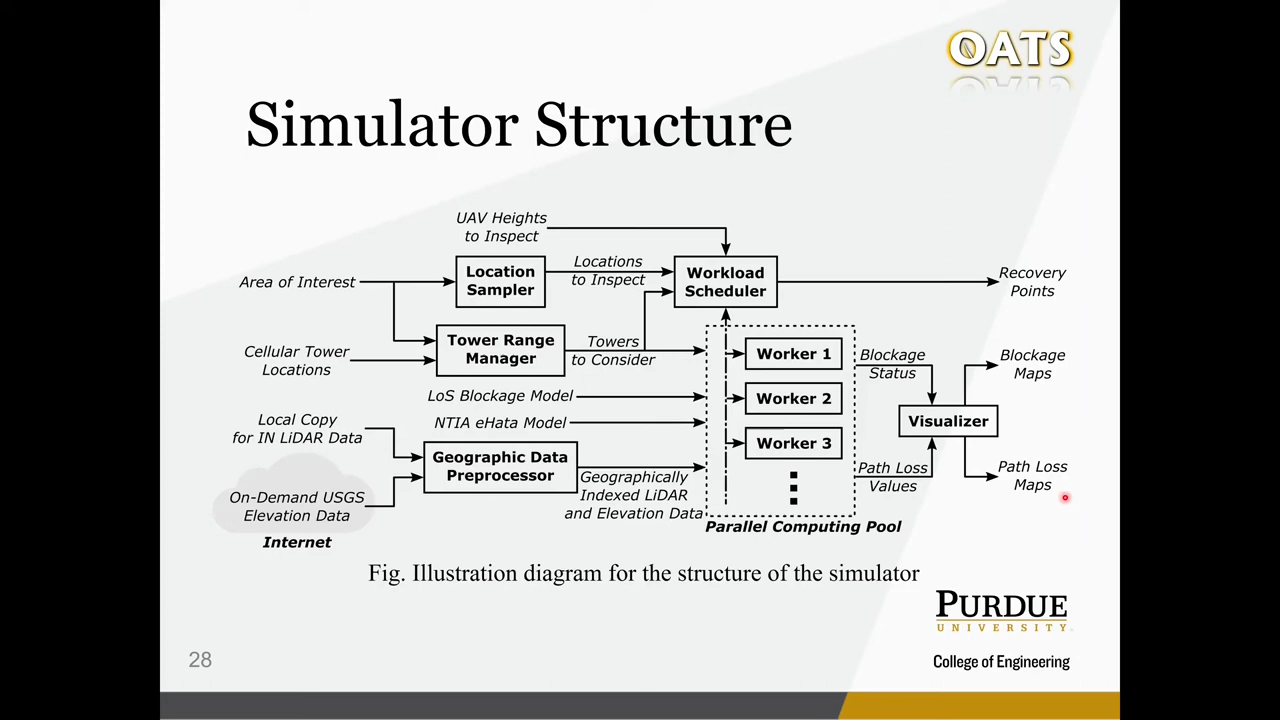 OATS
Simulator Structure
UAV Heights
to Inspect
Area of Interest
Location
Sampler
Locations
to Inspect
Workload
Scheduler
Recovery
Points
Cellular Tower
Locations
Tower Range
Manager
Towers
to Consider
LoS Blockage Model
NTIA eHata Model
Local Copy
for IN LiDAR Data
On-Demand USGS
Elevation Data
Internet
Geographic Data
Preprocessor
Geographically
Indexed LiDAR
and Elevation Data
Worker 1
Worker 2
Worker 3
Parallel Computing Pool
Blockage
Status
Path Loss
Values
Visualizer
Blockage
Maps
Path Loss
Maps
Fig. Illustration diagram for the structure of the simulator
PURDUE
UNIVERSITY
College of Engineering
28